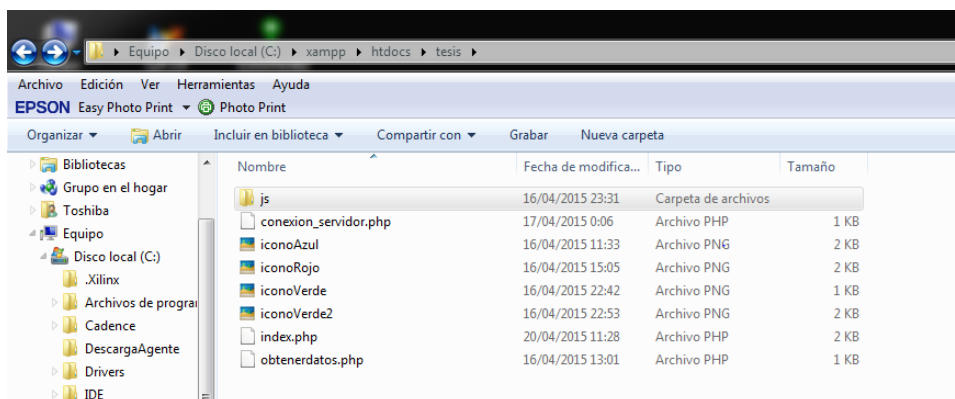 Equipo ▸ Disco local (C:) ▸ xampp ▸ htdocs ▸ tesis ▸
Archivo Edición Ver Herramientas Ayuda
EPSON Easy Photo Print Photo Print
Organizar Abrir Incluir en biblioteca Compartir con Grabar Nueva carpeta
Bibliotecas
Grupo en el hogar
Toshiba
Equipo
Disco local (C:)
.Xilinx
Archivos de progra
Cadence
DescargaAgente
Drivers
IDE
Nombre Fecha de modifica... Tipo Tamaño
js 16/04/2015 23:31 Carpeta de archivos
conexion_servidor.php 17/04/2015 0:06 Archivo PHP 1 KB
iconoAzul 16/04/2015 11:33 Archivo PNG 2 KB
iconoRojo 16/04/2015 15:05 Archivo PNG 2 KB
iconoVerde 16/04/2015 22:42 Archivo PNG 1 KB
iconoVerde2 16/04/2015 22:53 Archivo PNG 2 KB
index.php 20/04/2015 11:28 Archivo PHP 2 KB
obtenerdatos.php 16/04/2015 13:01 Archivo PHP 1 KB